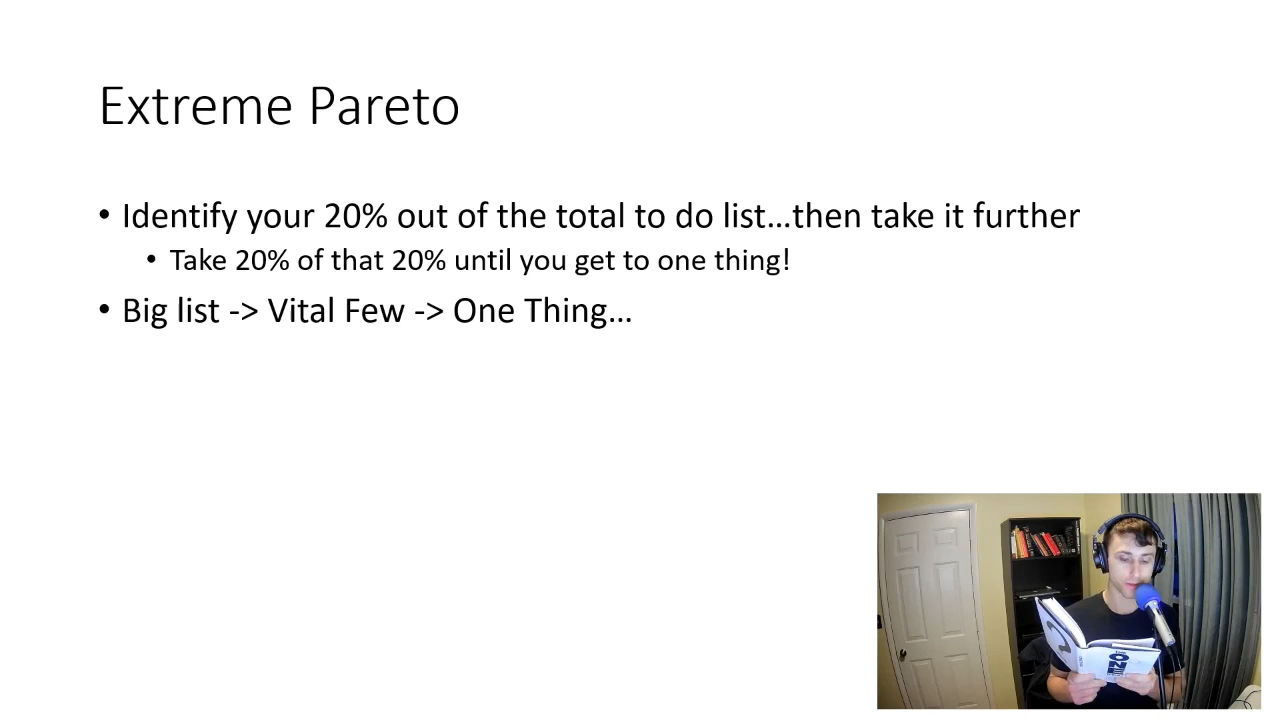 Extreme Pareto
• Identify your 20% out of the total to do list...then take it further
• Take 20% of that 20% until you get to one thing!
• Big list -> Vital Few -> One Thing...
ONE